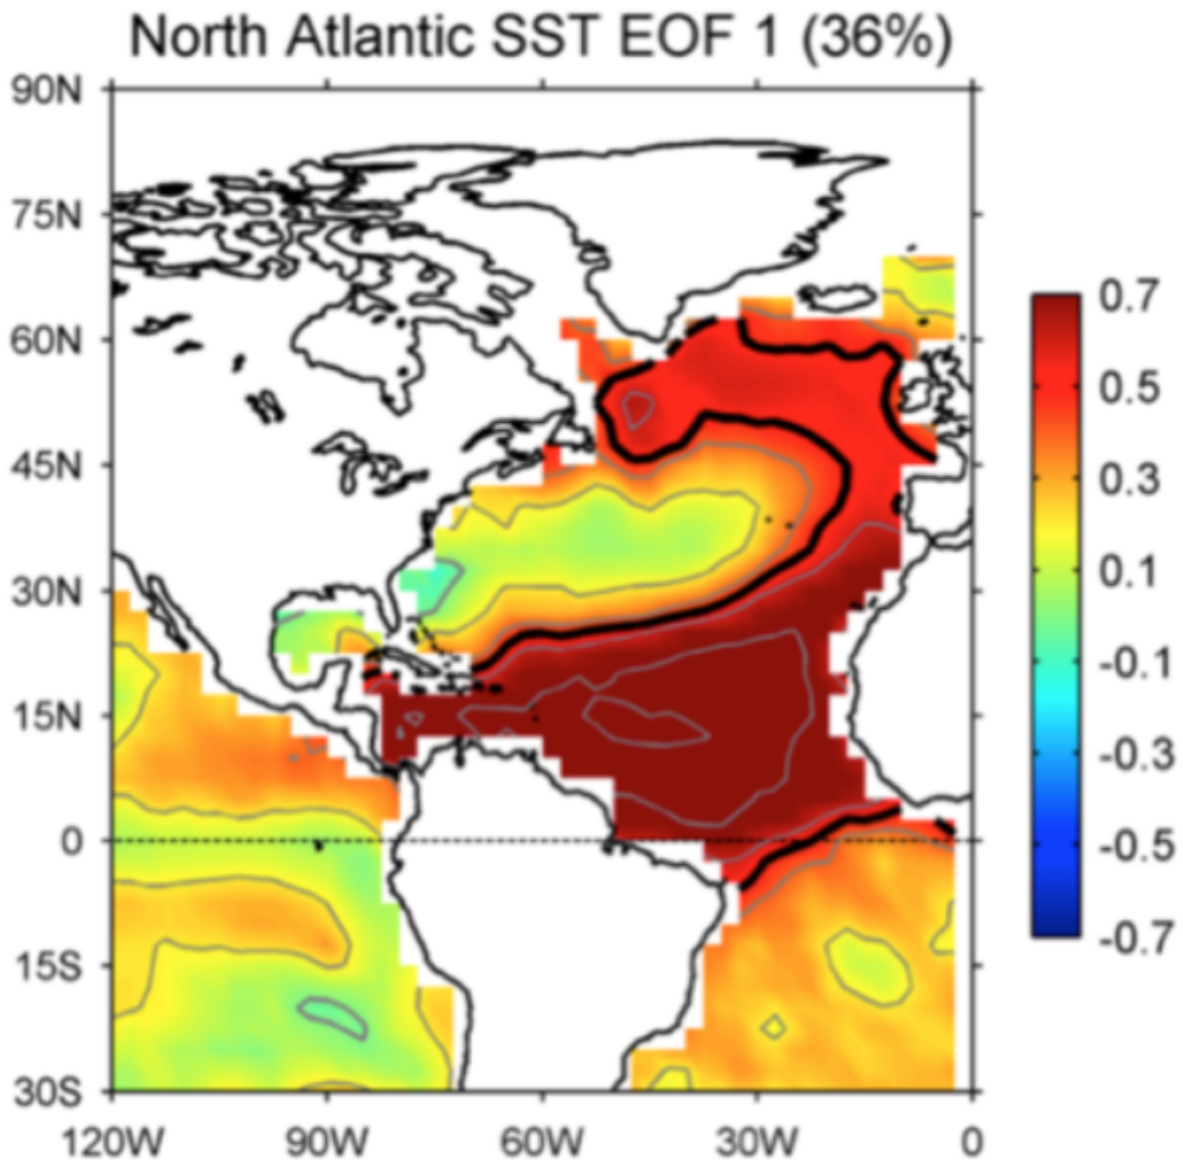 North Atlantic SST EOF 1 (36%)
90N
75N
60N
45N
30N
15N
0
15S
30S
120W 90W 60W 30W 0
0.7
0.5
0.3
0.1
-0.1
-0.3
-0.5
-0.7